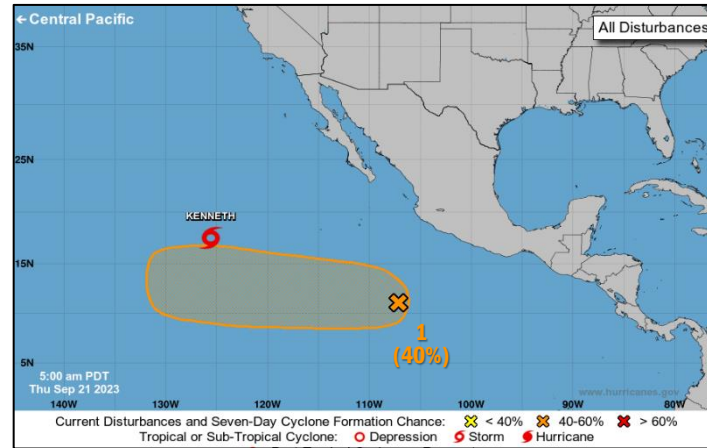 ← Central Pacific
All Disturbances
35N
25N
KENNETH
15N
1
(40%)
5N
5:00 am PDT
Thu Sep 21 2023
www.hurricanes.gov
140W 130W 120W 110W 100W 90W 80W
Current Disturbances and Seven-Day Cyclone Formation Chance: < 40% 40-60% > 60%
Tropical or Sub-Tropical Cyclone: Depression Storm Hurricane